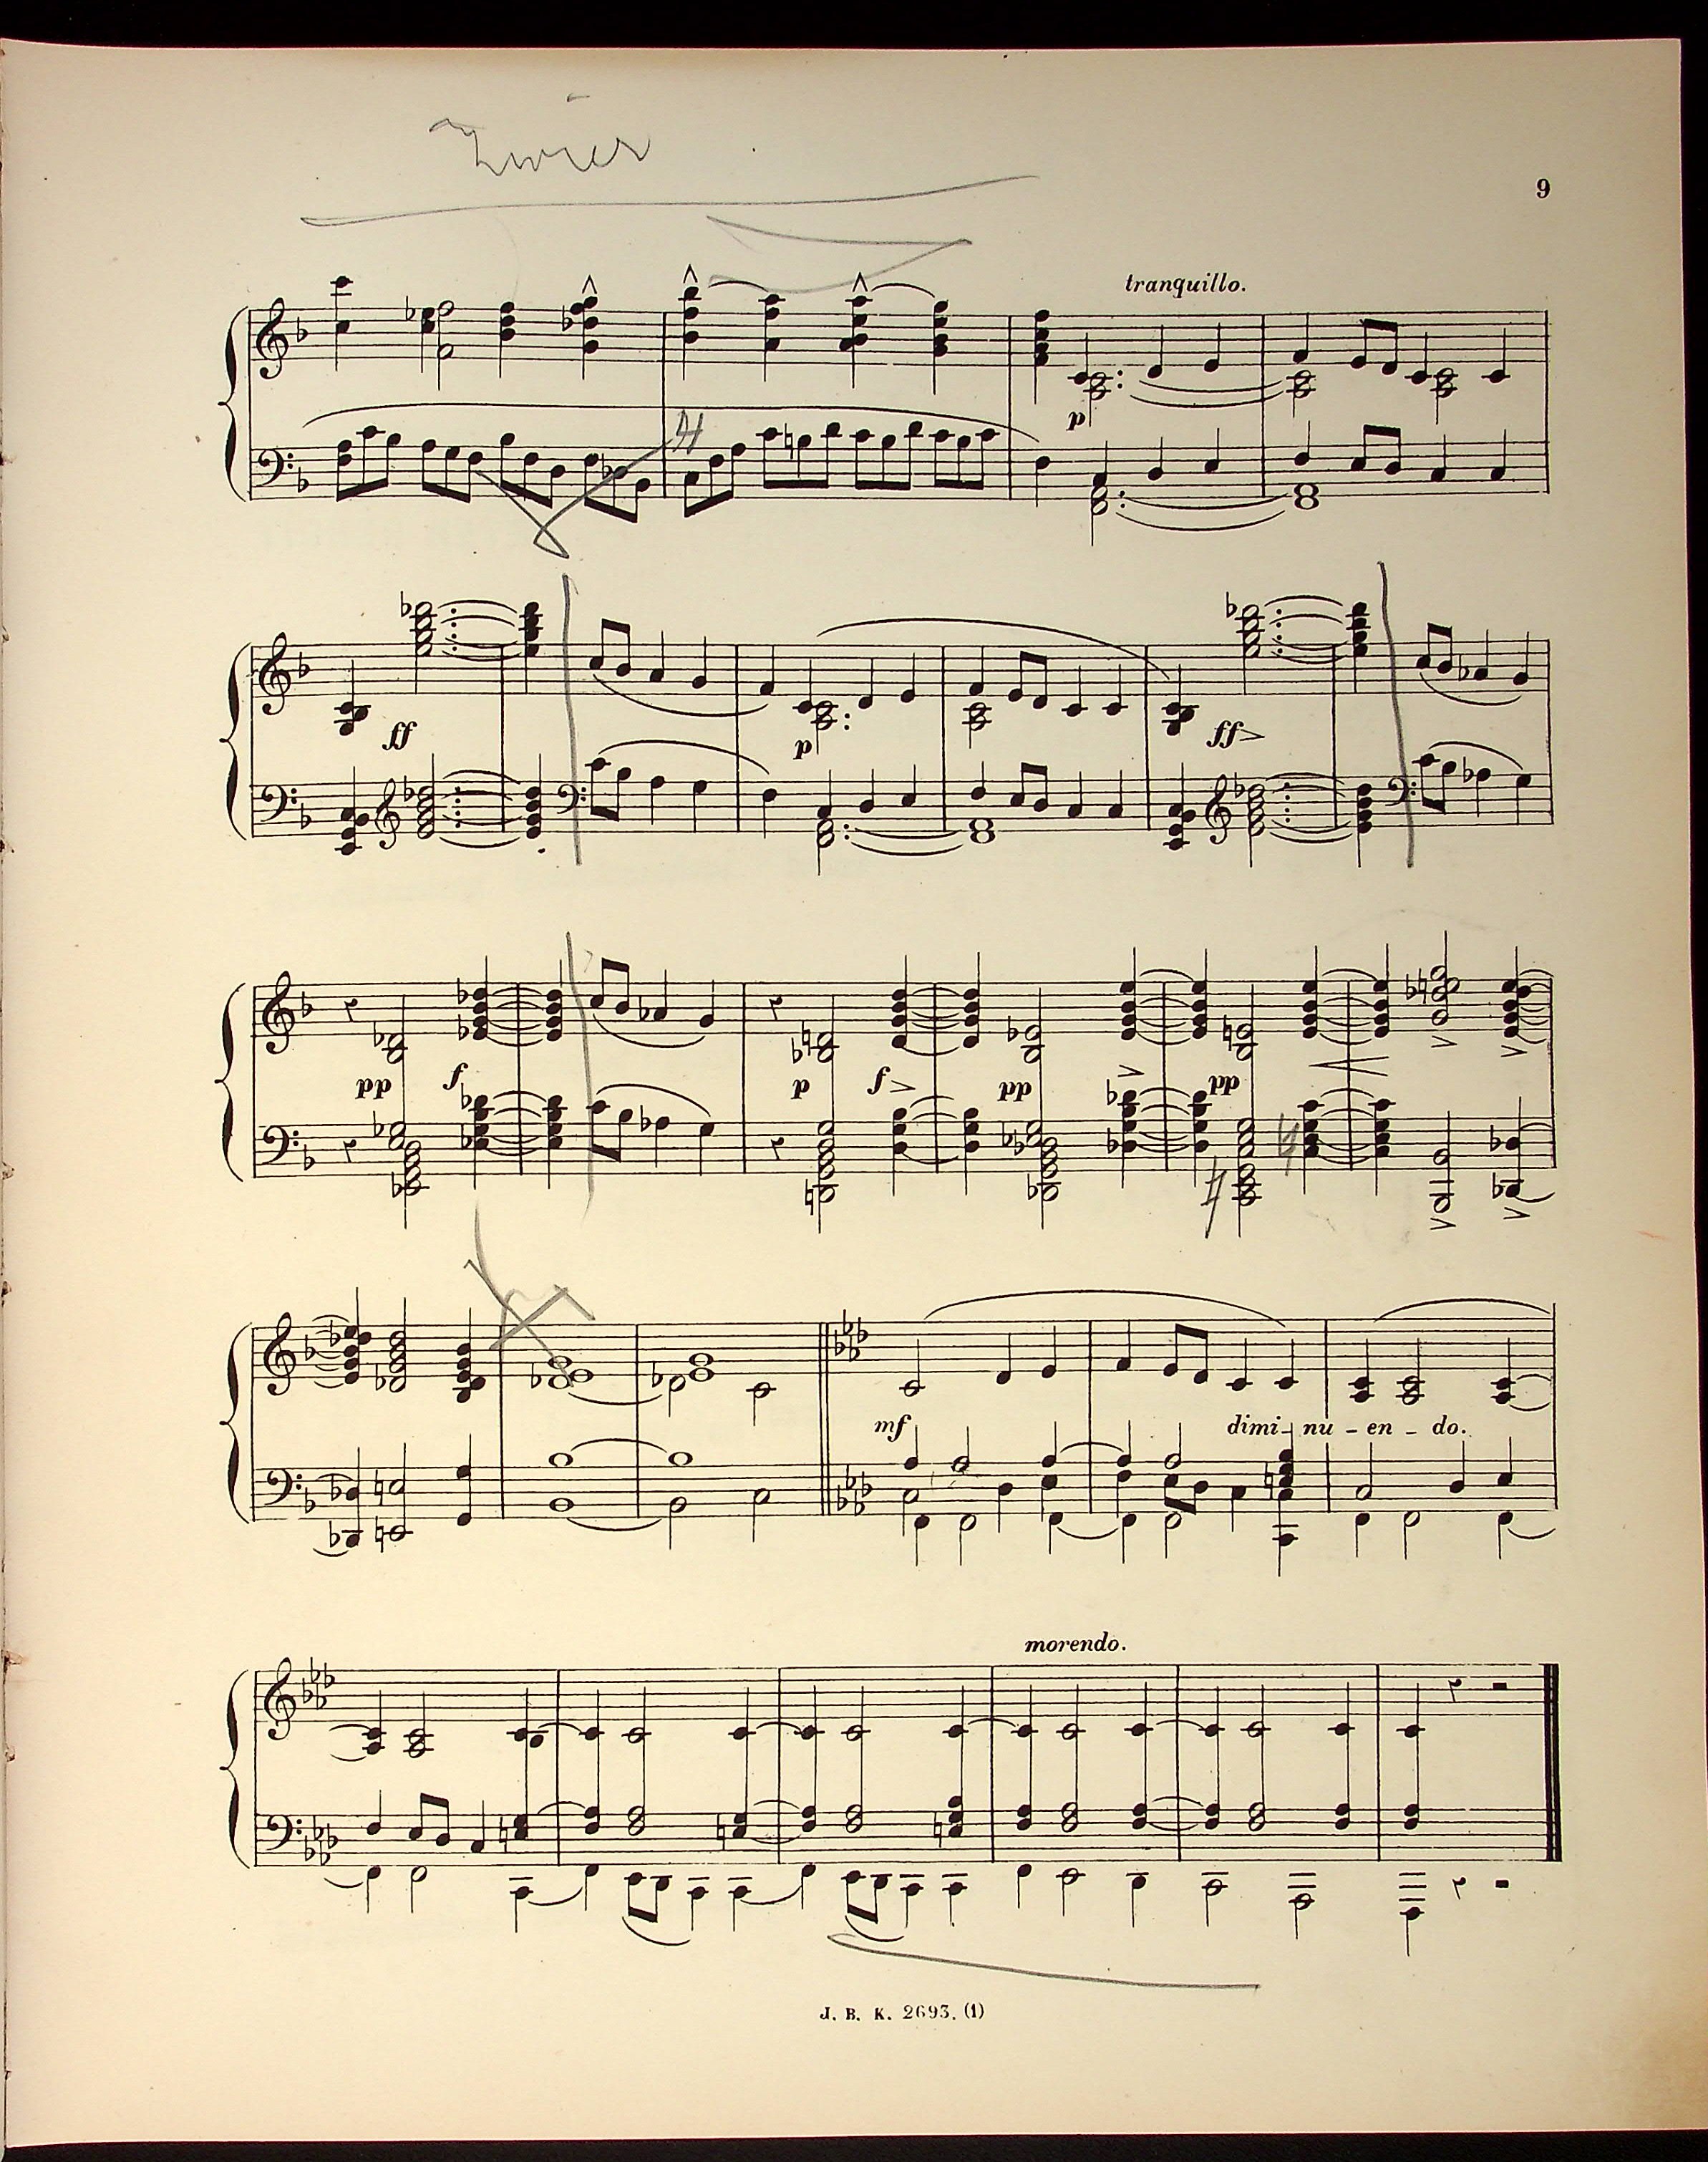 9
tranquillo.
p
ff
p
ff
pp f p f pp pp
mf dimi - nu - en - do.
morendo.
J. B. K. 2693. (1)